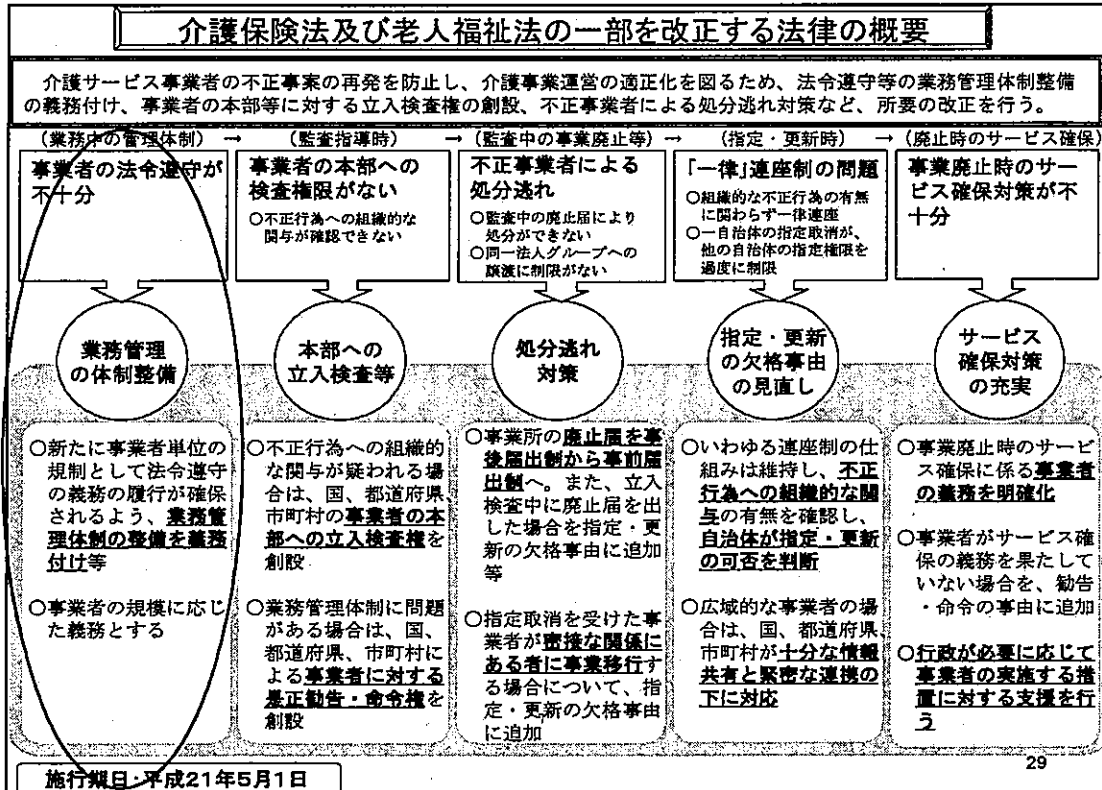 介護保険法及び老人福祉法の一部を改正する法律の概要
介護サービス事業者の不正事案の再発を防止し、介護事業運営の適正化を図るため、法令遵守等の業務管理体制整備
の義務付け、事業者の本部等に対する立入検査権の創設、不正事業者による処分逃れ対策など、所要の改正を行う。
(業務中の管理体制) → (監査指導時) → (監査中の事業廃止等) → (指定・更新時) → (廃止時のサービス確保)
事業者の法令遵守が
不十分
事業者の本部への
検査権限がない
○不正行為への組織的な
関与が確認できない
不正事業者による
処分逃れ
○監査中の廃止届により
処分ができない
○同一法人グループへの
譲渡に制限がない
「一律」連座制の問題
○組織的な不正行為の有無
に関わらず一律連座
○一自治体の指定取消が、
他の自治体の指定権限を
過度に制限
事業廃止時のサー
ビス確保対策が不
十分
業務管理
の体制整備
本部への
立入検査等
処分逃れ
対策
指定・更新
の欠格事由
の見直し
サービス
確保対策
の充実
○新たに事業者単位の
規制として法令遵守
の義務の履行が確保
されるよう、業務管
理体制の整備を義務
付け等
○事業者の規模に応じ
た義務とする
○不正行為への組織的
な関与が疑われる場
合は、国、都道府県、
市町村の事業者の本
部への立入検査権を
創設
○業務管理体制に問題
がある場合は、国、
都道府県、市町村に
よる事業者に対する
是正勧告・命令権を
創設
○事業所の廃止届を事
後届出制から事前届
出制へ。また、立入
検査中に廃止届を出
した場合を指定・更
新の欠格事由に追加
等
○指定取消を受けた事
業者が密接な関係に
ある者に事業移行す
る場合について、指
定・更新の欠格事由
に追加
○いわゆる連座制の仕
組みは維持し、不正
行為への組織的な関
与の有無を確認し、
自治体が指定・更新
の可否を判断
○広域的な事業者の場
合は、国、都道府県、
市町村が十分な情報
共有と緊密な連携の
下に対応
○事業廃止時のサービ
ス確保に係る事業者
の義務を明確化
○事業者がサービス確
保の義務を果たして
いない場合を、勧告
・命令の事由に追加
○行政が必要に応じて
事業者の実施する措
置に対する支援を行
う
施行期日・平成21年5月1日
29